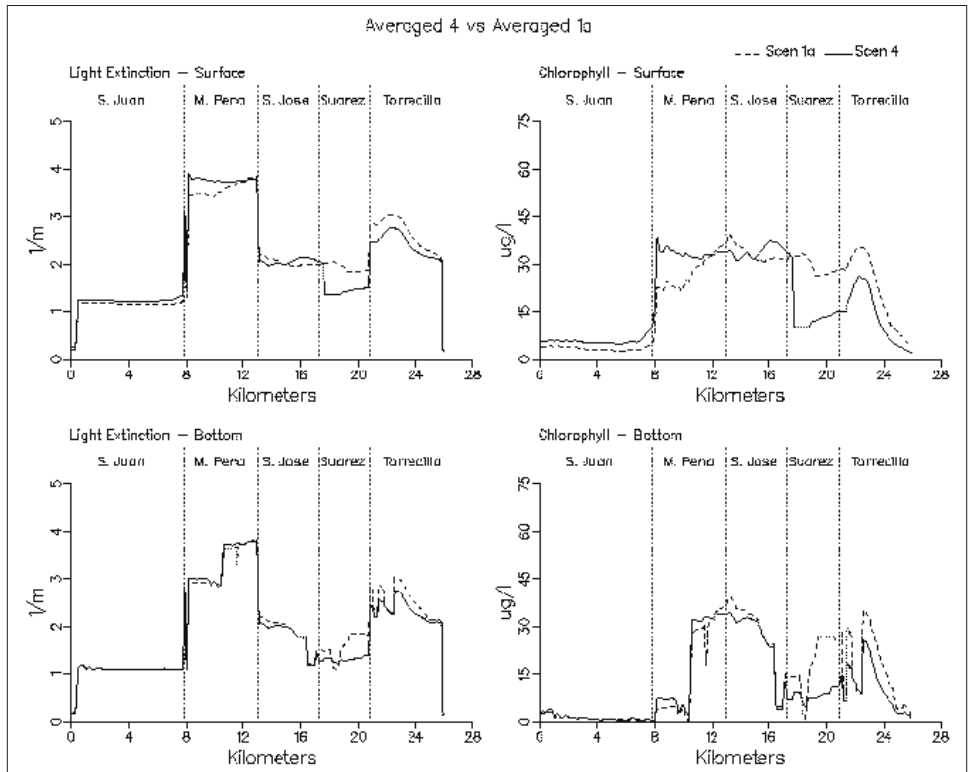 Averaged 4 vs Averaged 1a
Scen 1a Scen 4
Light Extinction – Surface
S. Juan M. Pena S. Jose Suarez Torrecilla
5
4
3
2
1
0
1/m
0 4 8 12 16 20 24 28
Kilometers
Chlorophyll – Surface
S. Juan M. Pena S. Jose Suarez Torrecilla
75
60
45
30
15
0
ug/l
0 4 8 12 16 20 24 28
Kilometers
Light Extinction – Bottom
S. Juan M. Pena S. Jose Suarez Torrecilla
5
4
3
2
1
0
1/m
0 4 8 12 16 20 24 28
Kilometers
Chlorophyll – Bottom
S. Juan M. Pena S. Jose Suarez Torrecilla
75
60
45
30
15
0
ug/l
0 4 8 12 16 20 24 28
Kilometers